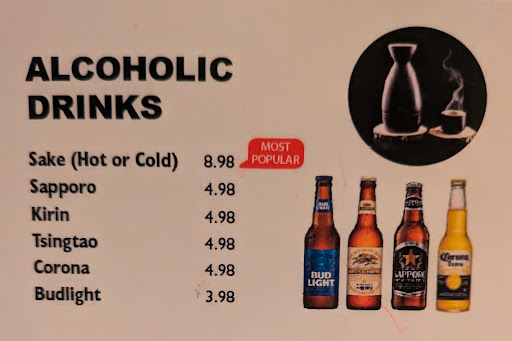 ALCOHOLIC
DRINKS
Sake (Hot or Cold) 8.98 MOST POPULAR
Sapporo 4.98
Kirin 4.98
Tsingtao 4.98
Corona 4.98
Budlight 3.98
BUD
LIGHT
SAPPORO
Corona
Extra